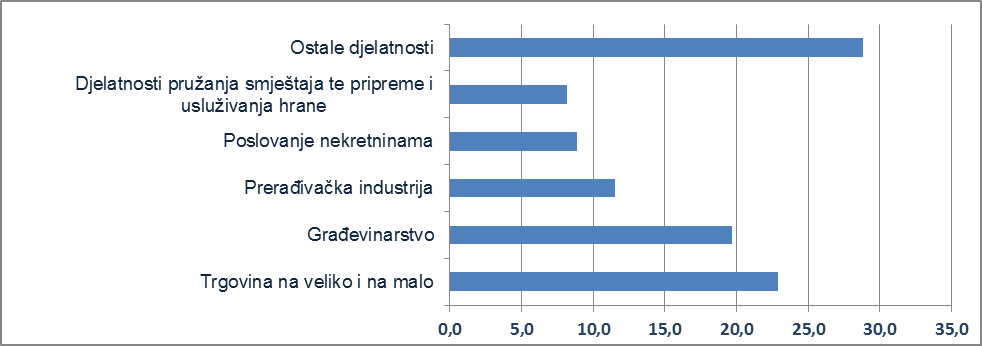 Ostale djelatnosti
Djelatnosti pružanja smještaja te pripreme i
usluživanja hrane
Poslovanje nekretninama
Prerađivačka industrija
Građevinarstvo
Trgovina na veliko i na malo
0,0 5,0 10,0 15,0 20,0 25,0 30,0 35,0